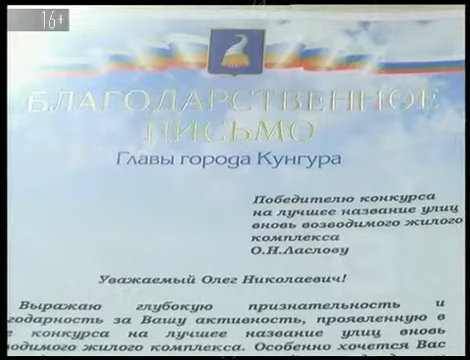 16+
БЛАГОДАРСТВЕННОЕ
ПИСЬМО
Главы города Кунгура
Победителю конкурса
на лучшее название улиц
вновь возводимого жилого
комплекса
О.Н.Ласлову
Уважаемый Олег Николаевич!
Выражаю глубокую признательность и
лагодарность за Вашу активность, проявленную в
е конкурса на лучшее название улиц вновь
зводимого жилого комплекса. Особенно хочется Вас